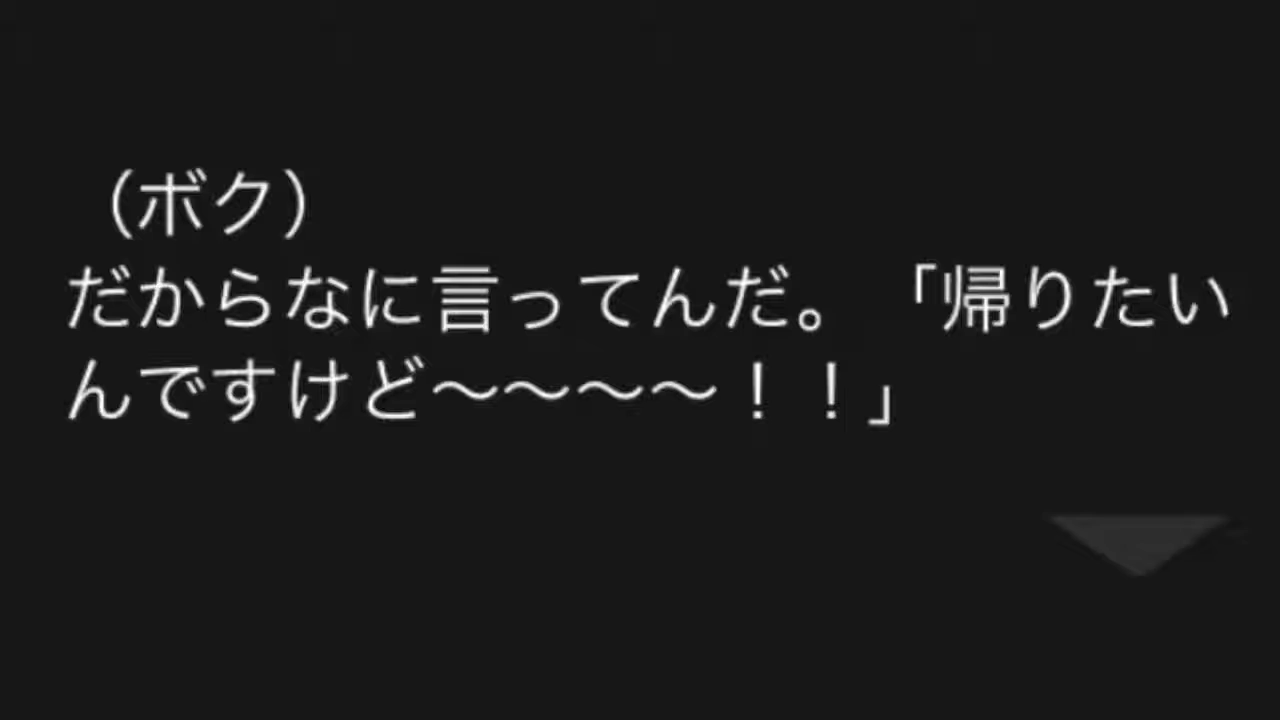 （ボク）
だからなに言ってんだ。「帰りたい
んですけど～～～～！！」